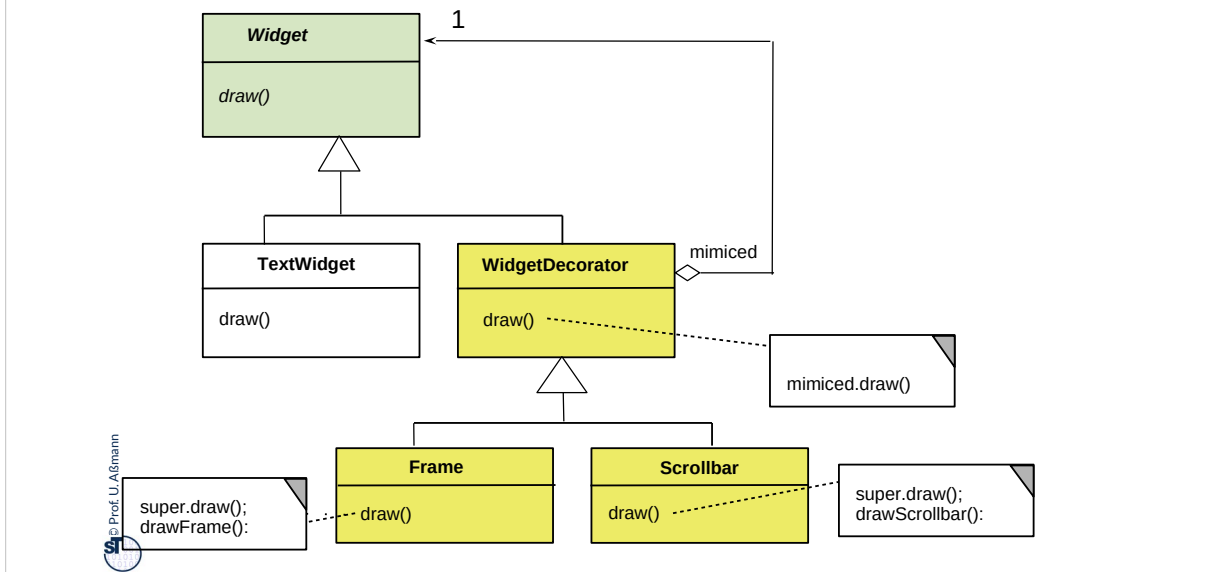 1
Widget
draw()
mimiced
TextWidget
WidgetDecorator
draw()
draw()
mimiced.draw()
Frame
Scrollbar
super.draw();
drawFrame():
draw()
draw()
super.draw();
drawScrollbar():
© Prof. U. Aßmann
ST